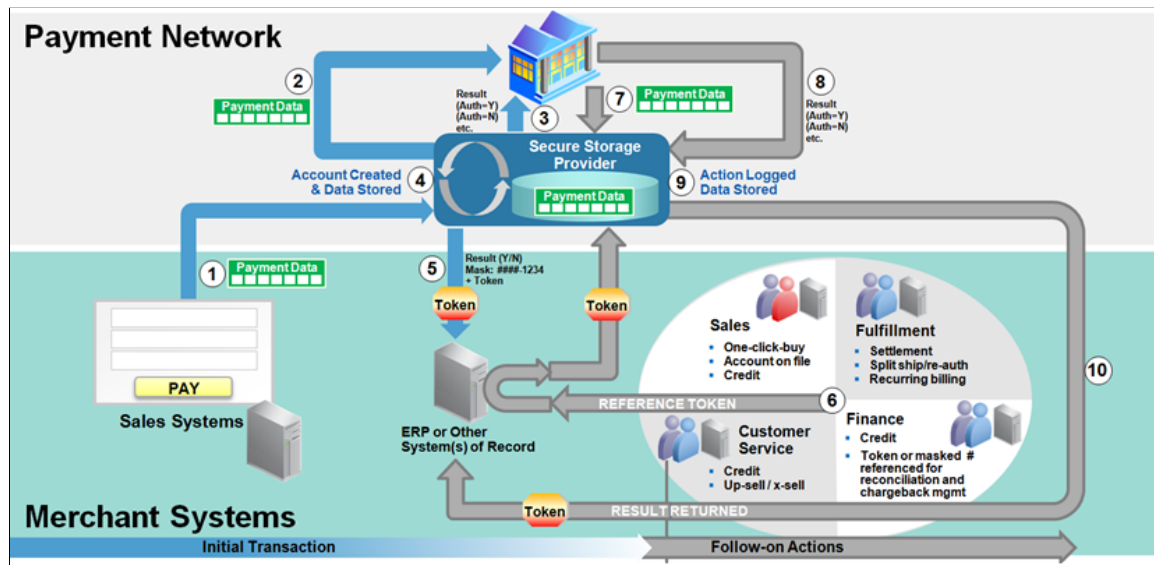 Payment Network
2
Payment Data
Result
(Auth=Y)
(Auth=N)
etc.
3
7
Payment Data
8
Result
(Auth=Y)
(Auth=N)
etc.
Secure Storage
Provider
Account Created
& Data Stored
4
Payment Data
9
Action Logged
Data Stored
1
Payment Data
5
Result (Y/N)
Mask: ####-1234
+ Token
Token
Token
PAY
Sales Systems
ERP or Other
System(s) of Record
Sales
One-click-buy
Account on file
Credit
Fulfillment
Settlement
Split ship/re-auth
Recurring billing
10
REFERENCE TOKEN
6
Customer
Service
Credit
Up-sell / x-sell
Finance
Credit
Token or masked #
referenced for
reconciliation and
chargeback mgmt
Token
RESULT RETURNED
Merchant Systems
Initial Transaction
Follow-on Actions